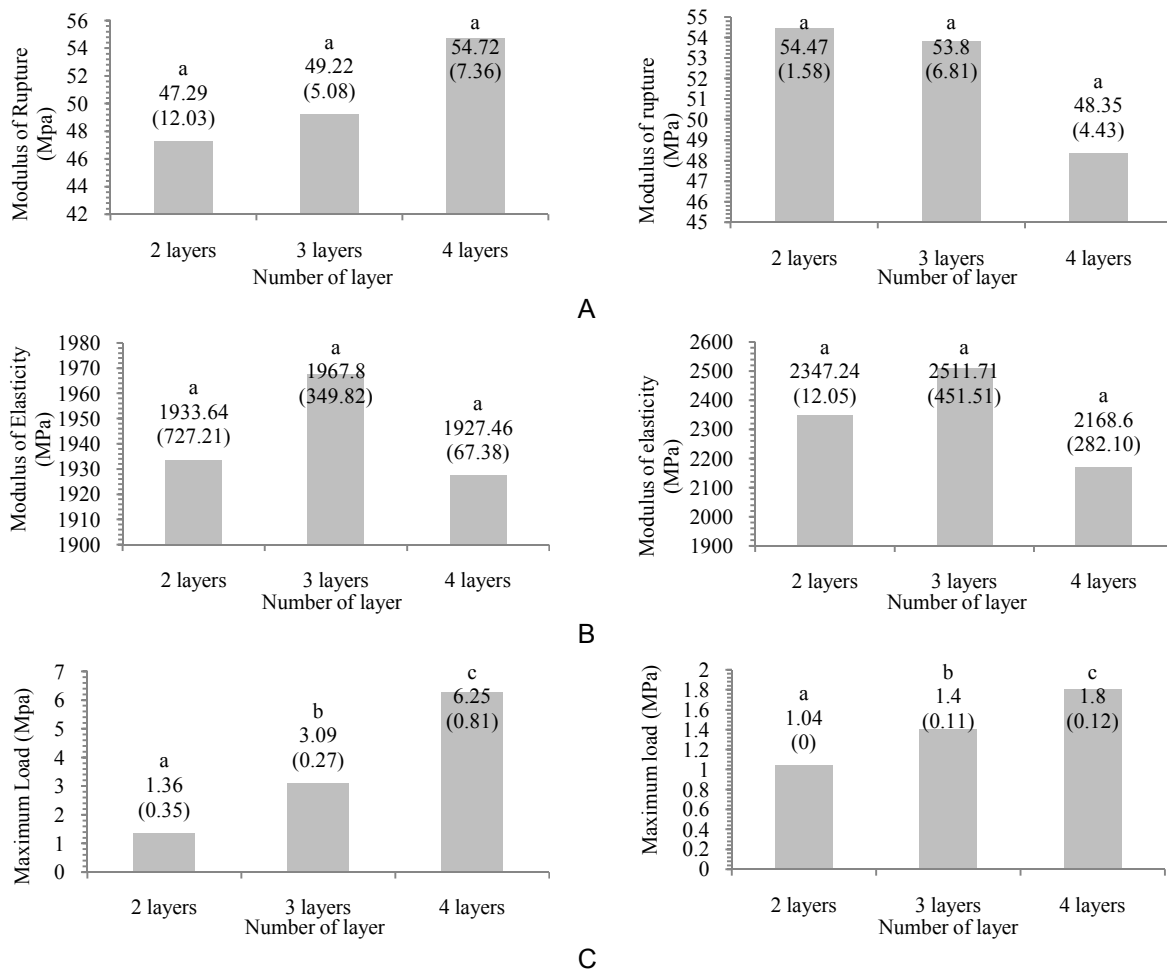 Modulus of Rupture
(Mpa)
56
54
52
50
48
46
44
42
a
47.29
(12.03)
a
49.22
(5.08)
a
54.72
(7.36)
2 layers
3 layers
4 layers
Number of layer
Modulus of rupture
(MPa)
55
54
53
52
51
50
49
48
47
46
45
a
54.47
(1.58)
a
53.8
(6.81)
a
48.35
(4.43)
2 layers
3 layers
4 layers
Number of layer
A
Modulus of Elasticity
(MPa)
1980
1970
1960
1950
1940
1930
1920
1910
1900
a
1933.64
(727.21)
a
1967.8
(349.82)
a
1927.46
(67.38)
2 layers
3 layers
4 layers
Number of layer
Modulus of elasticity
(MPa)
2600
2500
2400
2300
2200
2100
2000
1900
a
2347.24
(12.05)
a
2511.71
(451.51)
a
2168.6
(282.10)
2 layers
3 layers
4 layers
Number of layer
B
Maximum Load (Mpa)
7
6
5
4
3
2
1
0
a
1.36
(0.35)
b
3.09
(0.27)
c
6.25
(0.81)
2 layers
3 layers
4 layers
Number of layer
Maximum load (MPa)
2
1.8
1.6
1.4
1.2
1
0.8
0.6
0.4
0.2
0
a
1.04
(0)
b
1.4
(0.11)
c
1.8
(0.12)
2 layers
3 layers
4 layers
Number of layer
C